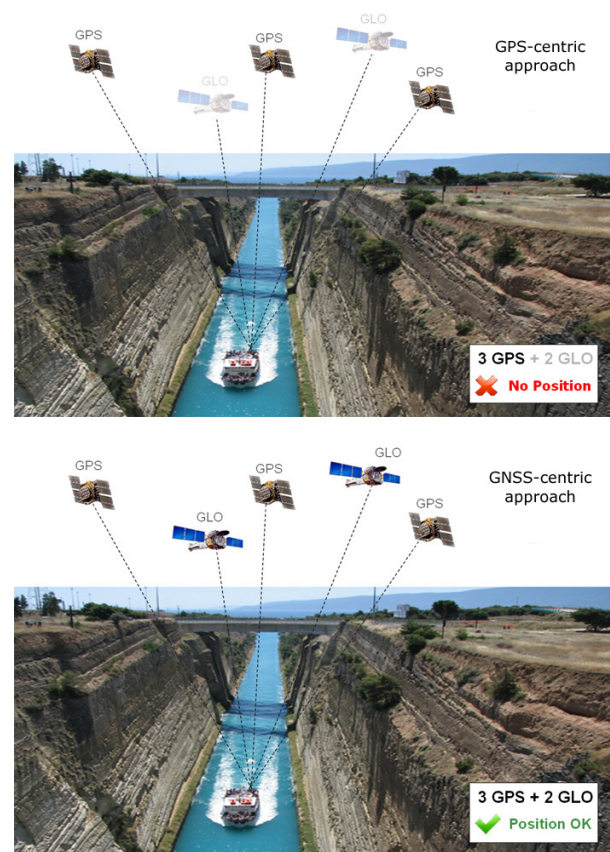 GLO
GPS
GPS
GPS-centric
approach
GPS
GLO
3 GPS + 2 GLO
No Position
GLO
GPS
GPS
GNSS-centric
approach
GPS
GLO
3 GPS + 2 GLO
Position OK